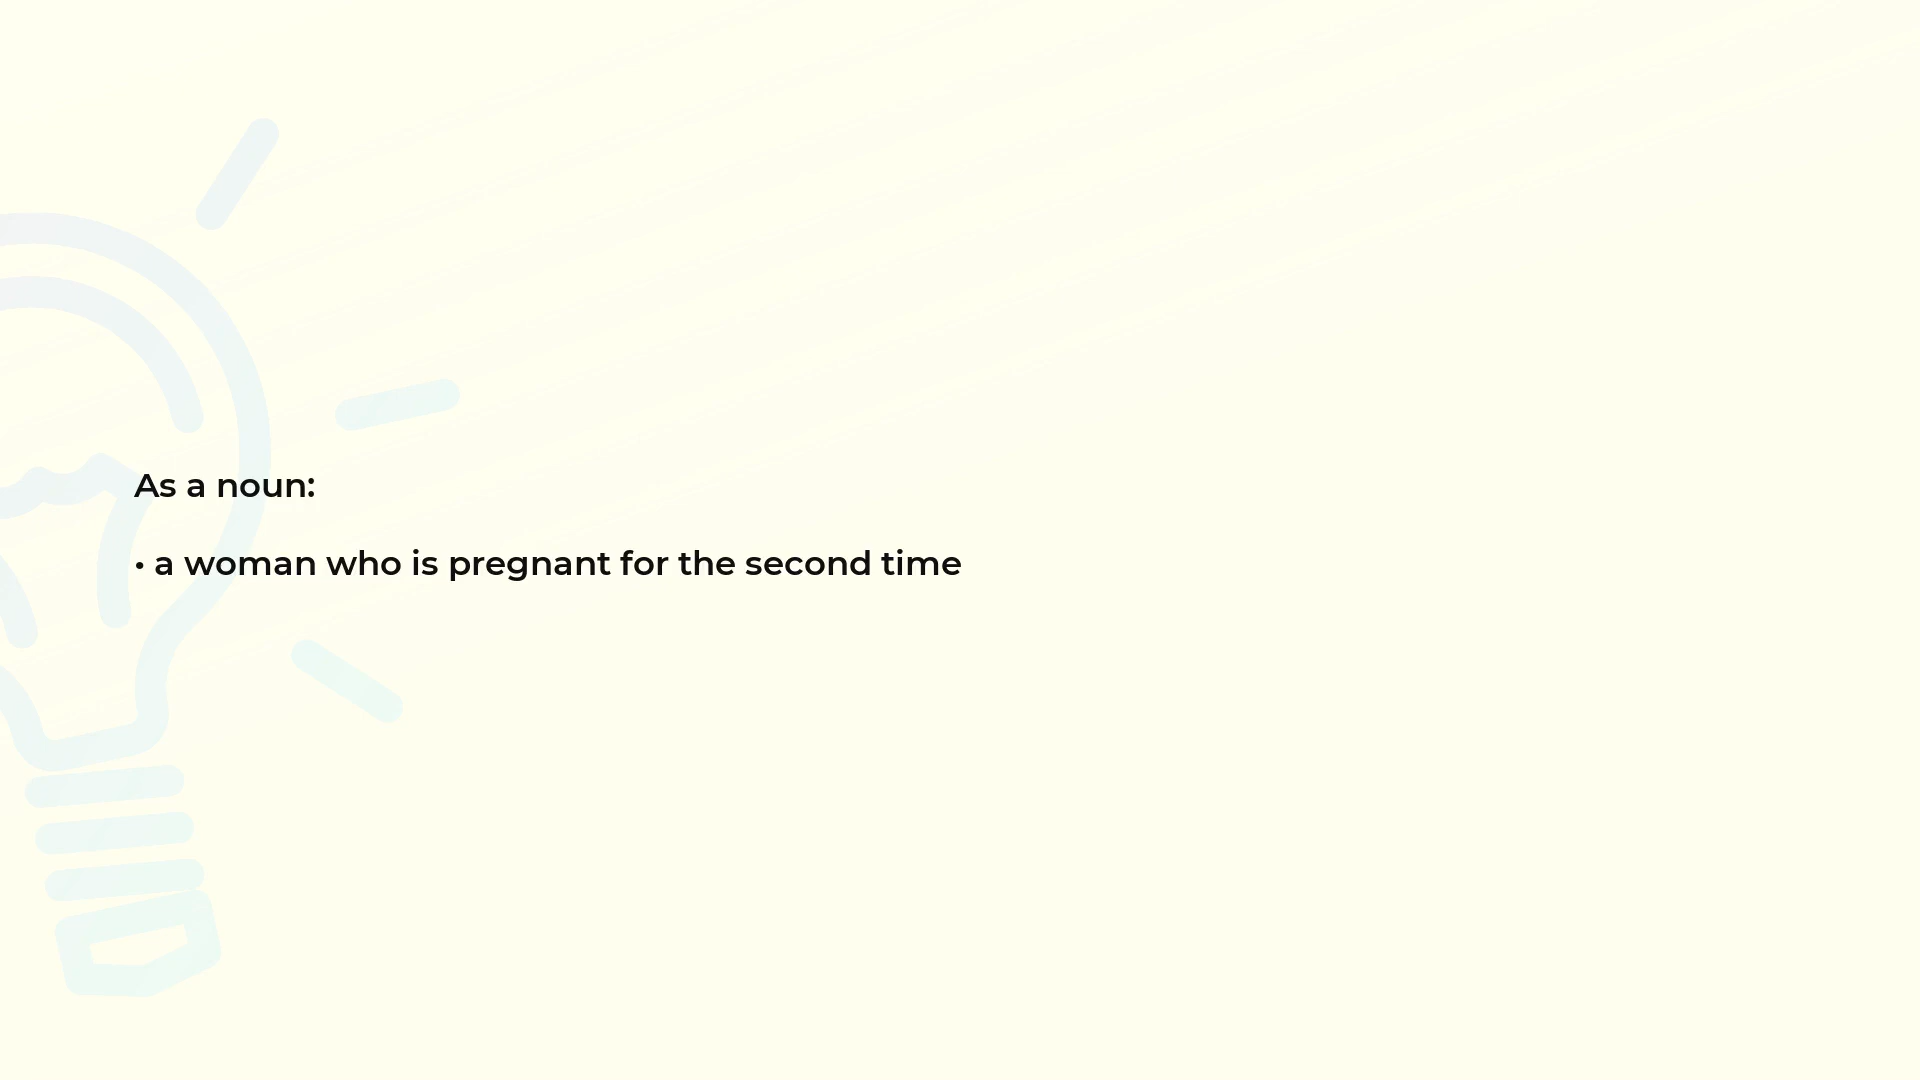 As a noun:
• a woman who is pregnant for the second time